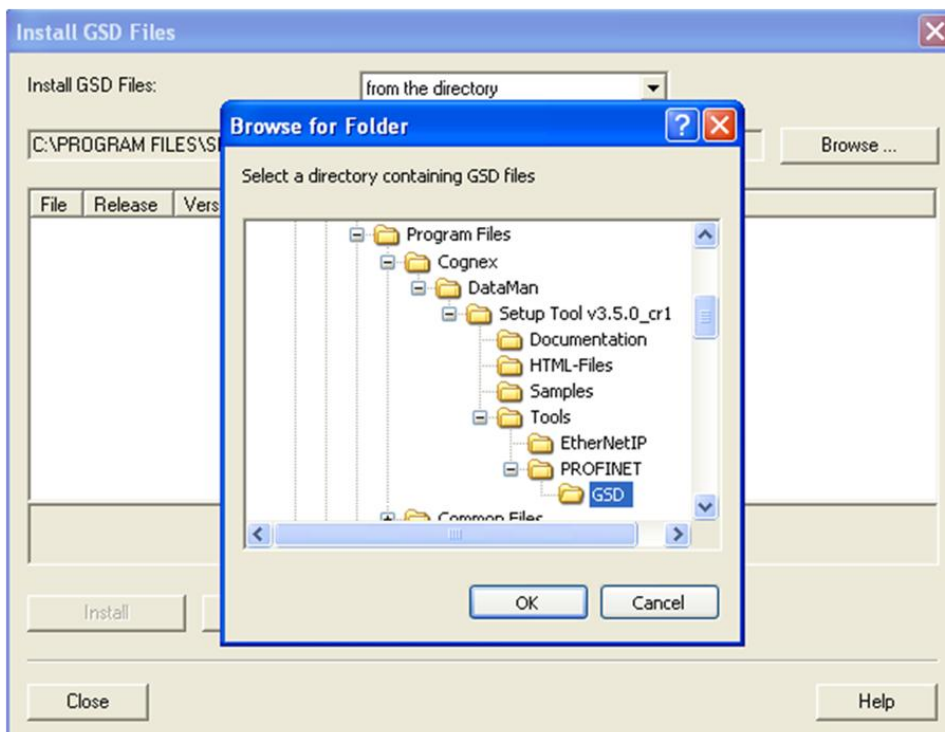 Install GSD Files
Install GSD Files:
from the directory
Browse for Folder
C:\PROGRAM FILES\
Browse ...
Select a directory containing GSD files
File Release Vers
Program Files
Cognex
DataMan
Setup Tool v3.5.0_cr1
Documentation
HTML-Files
Samples
Tools
EtherNetIP
PROFINET
GSD
Common Files
OK
Cancel
Install
Close
Help